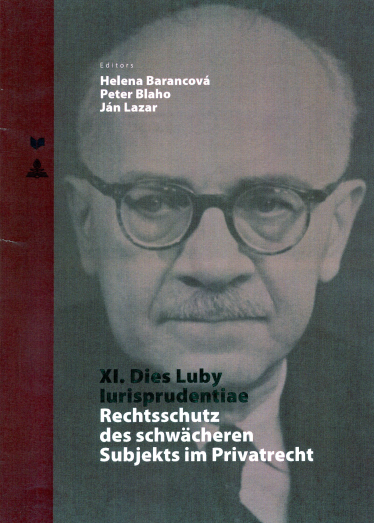 Editors
Helena Barancová
Peter Blaho
Ján Lazar
XI. Dies Luby
Iurisprudentiae
Rechtsschutz
des schwächeren
Subjekts im Privatrecht